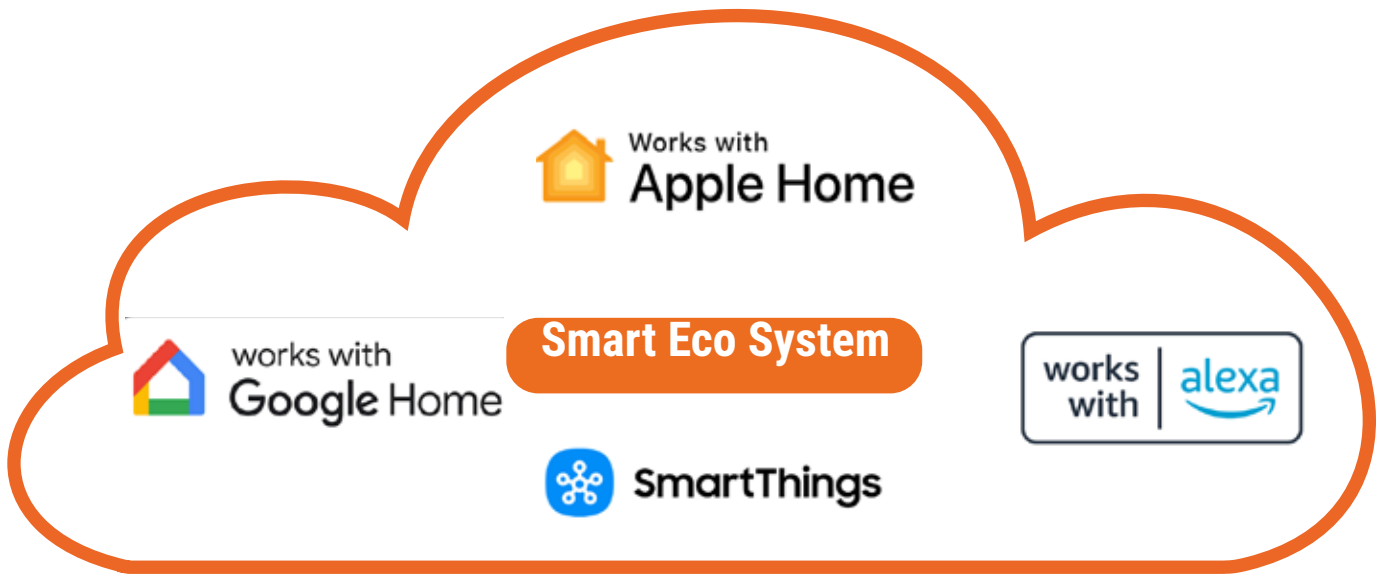 Works with
Apple Home
works with
Google Home
Smart Eco System
works
with
alexa
SmartThings